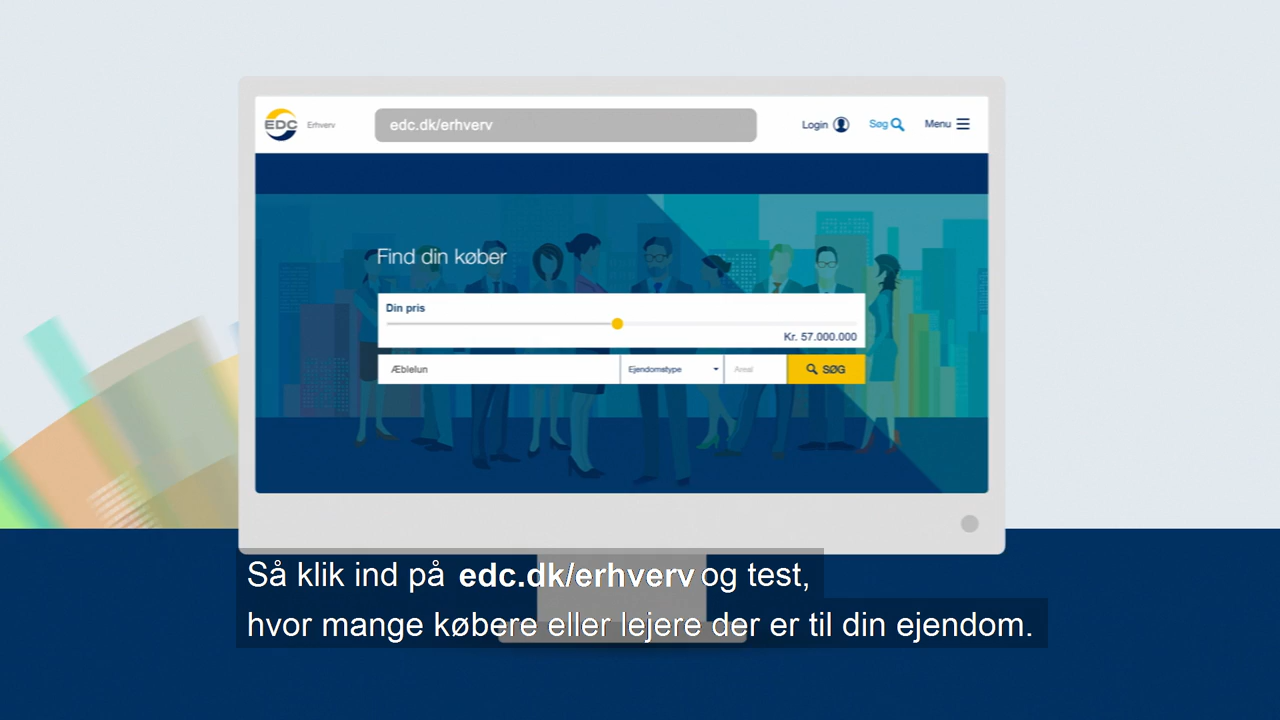 EDC Erhverv edc.dk/erhverv Login Søg Menu
Find din køber
Din pris
Kr. 57.000.000
Æblelun Ejendomstype Areal SØG
Så klik ind på edc.dk/erhverv og test,
hvor mange købere eller lejere der er til din ejendom.